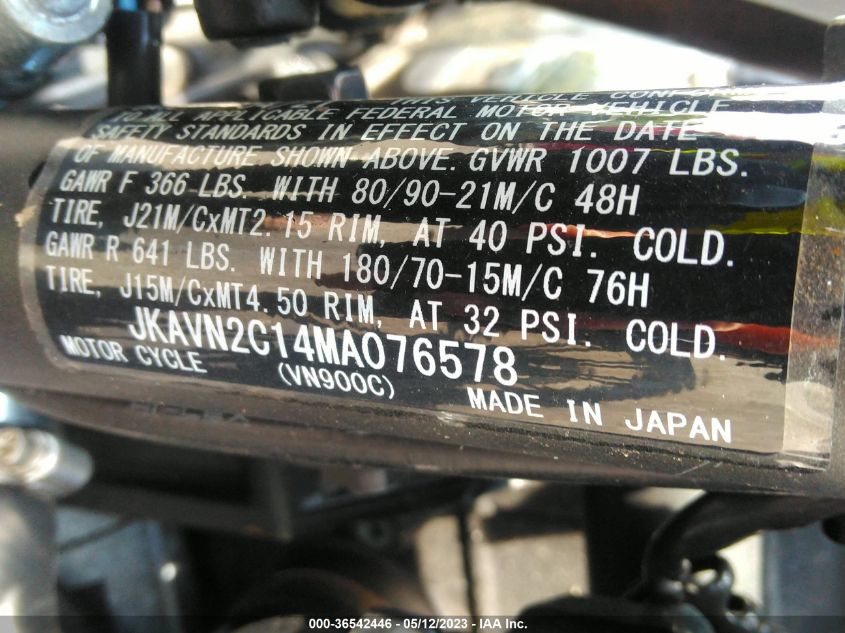 THIS VEHICLE CONFORMS
TO ALL APPLICABLE FEDERAL MOTOR VEHICLE
SAFETY STANDARDS IN EFFECT ON THE DATE
OF MANUFACTURE SHOWN ABOVE. GVWR 1007 LBS.
GAWR F 366 LBS. WITH 80/90-21M/C 48H
TIRE, J21M/CxMT2.15 RIM, AT 40 PSI. COLD.
GAWR R 641 LBS. WITH 180/70-15M/C 76H
TIRE, J15M/CxMT4.50 RIM, AT 32 PSI. COLD.
JKAVN2C14MA076578
MOTOR CYCLE (VN900C) MADE IN JAPAN
000-36542446 - 05/12/2023 - © IAA, Inc.